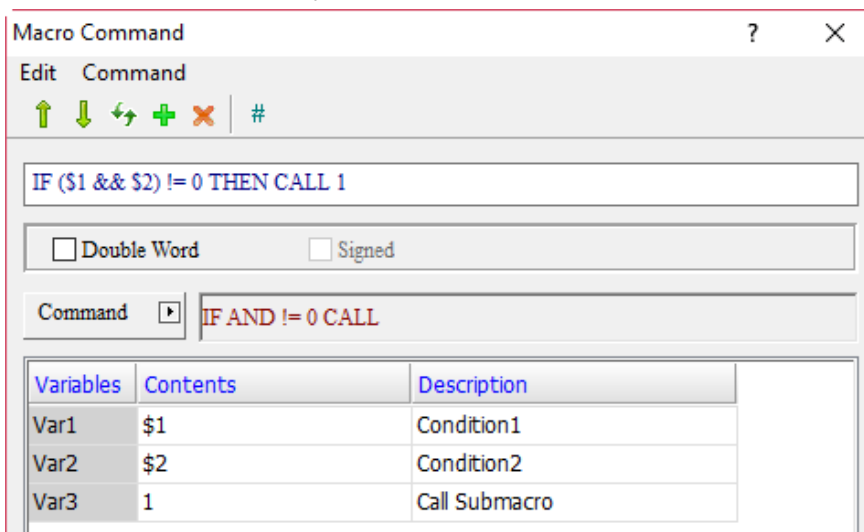 Macro Command ?
Edit Command
#
IF ($1 && $2) != 0 THEN CALL 1
Double Word Signed
Command IF AND != 0 CALL
Variables Contents Description
Var1 $1 Condition1
Var2 $2 Condition2
Var3 1 Call Submacro